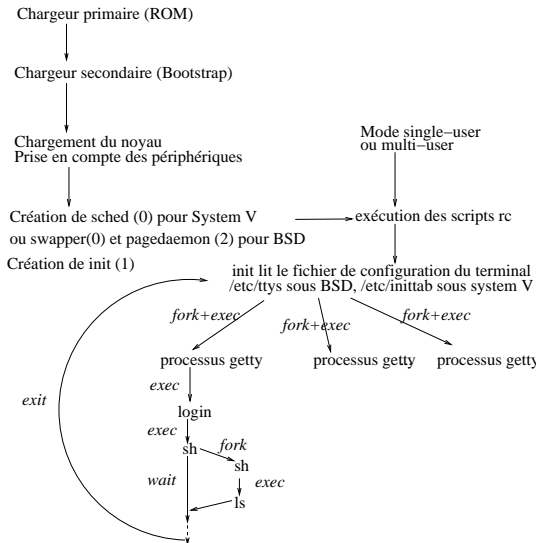 Chargeur primaire (ROM)
Chargeur secondaire (Bootstrap)
Chargement du noyau
Prise en compte des périphériques
Mode single−user
ou multi−user
Création de sched (0) pour System V
ou swapper(0) et pagedaemon (2) pour BSD
Création de init (1)
exécution des scripts rc
init lit le fichier de configuration du terminal
/etc/ttys sous BSD, /etc/inittab sous system V
fork+exec
fork+exec
fork+exec
processus getty
processus getty
processus getty
exec
exit
login
exec
sh
fork
sh
wait
exec
ls